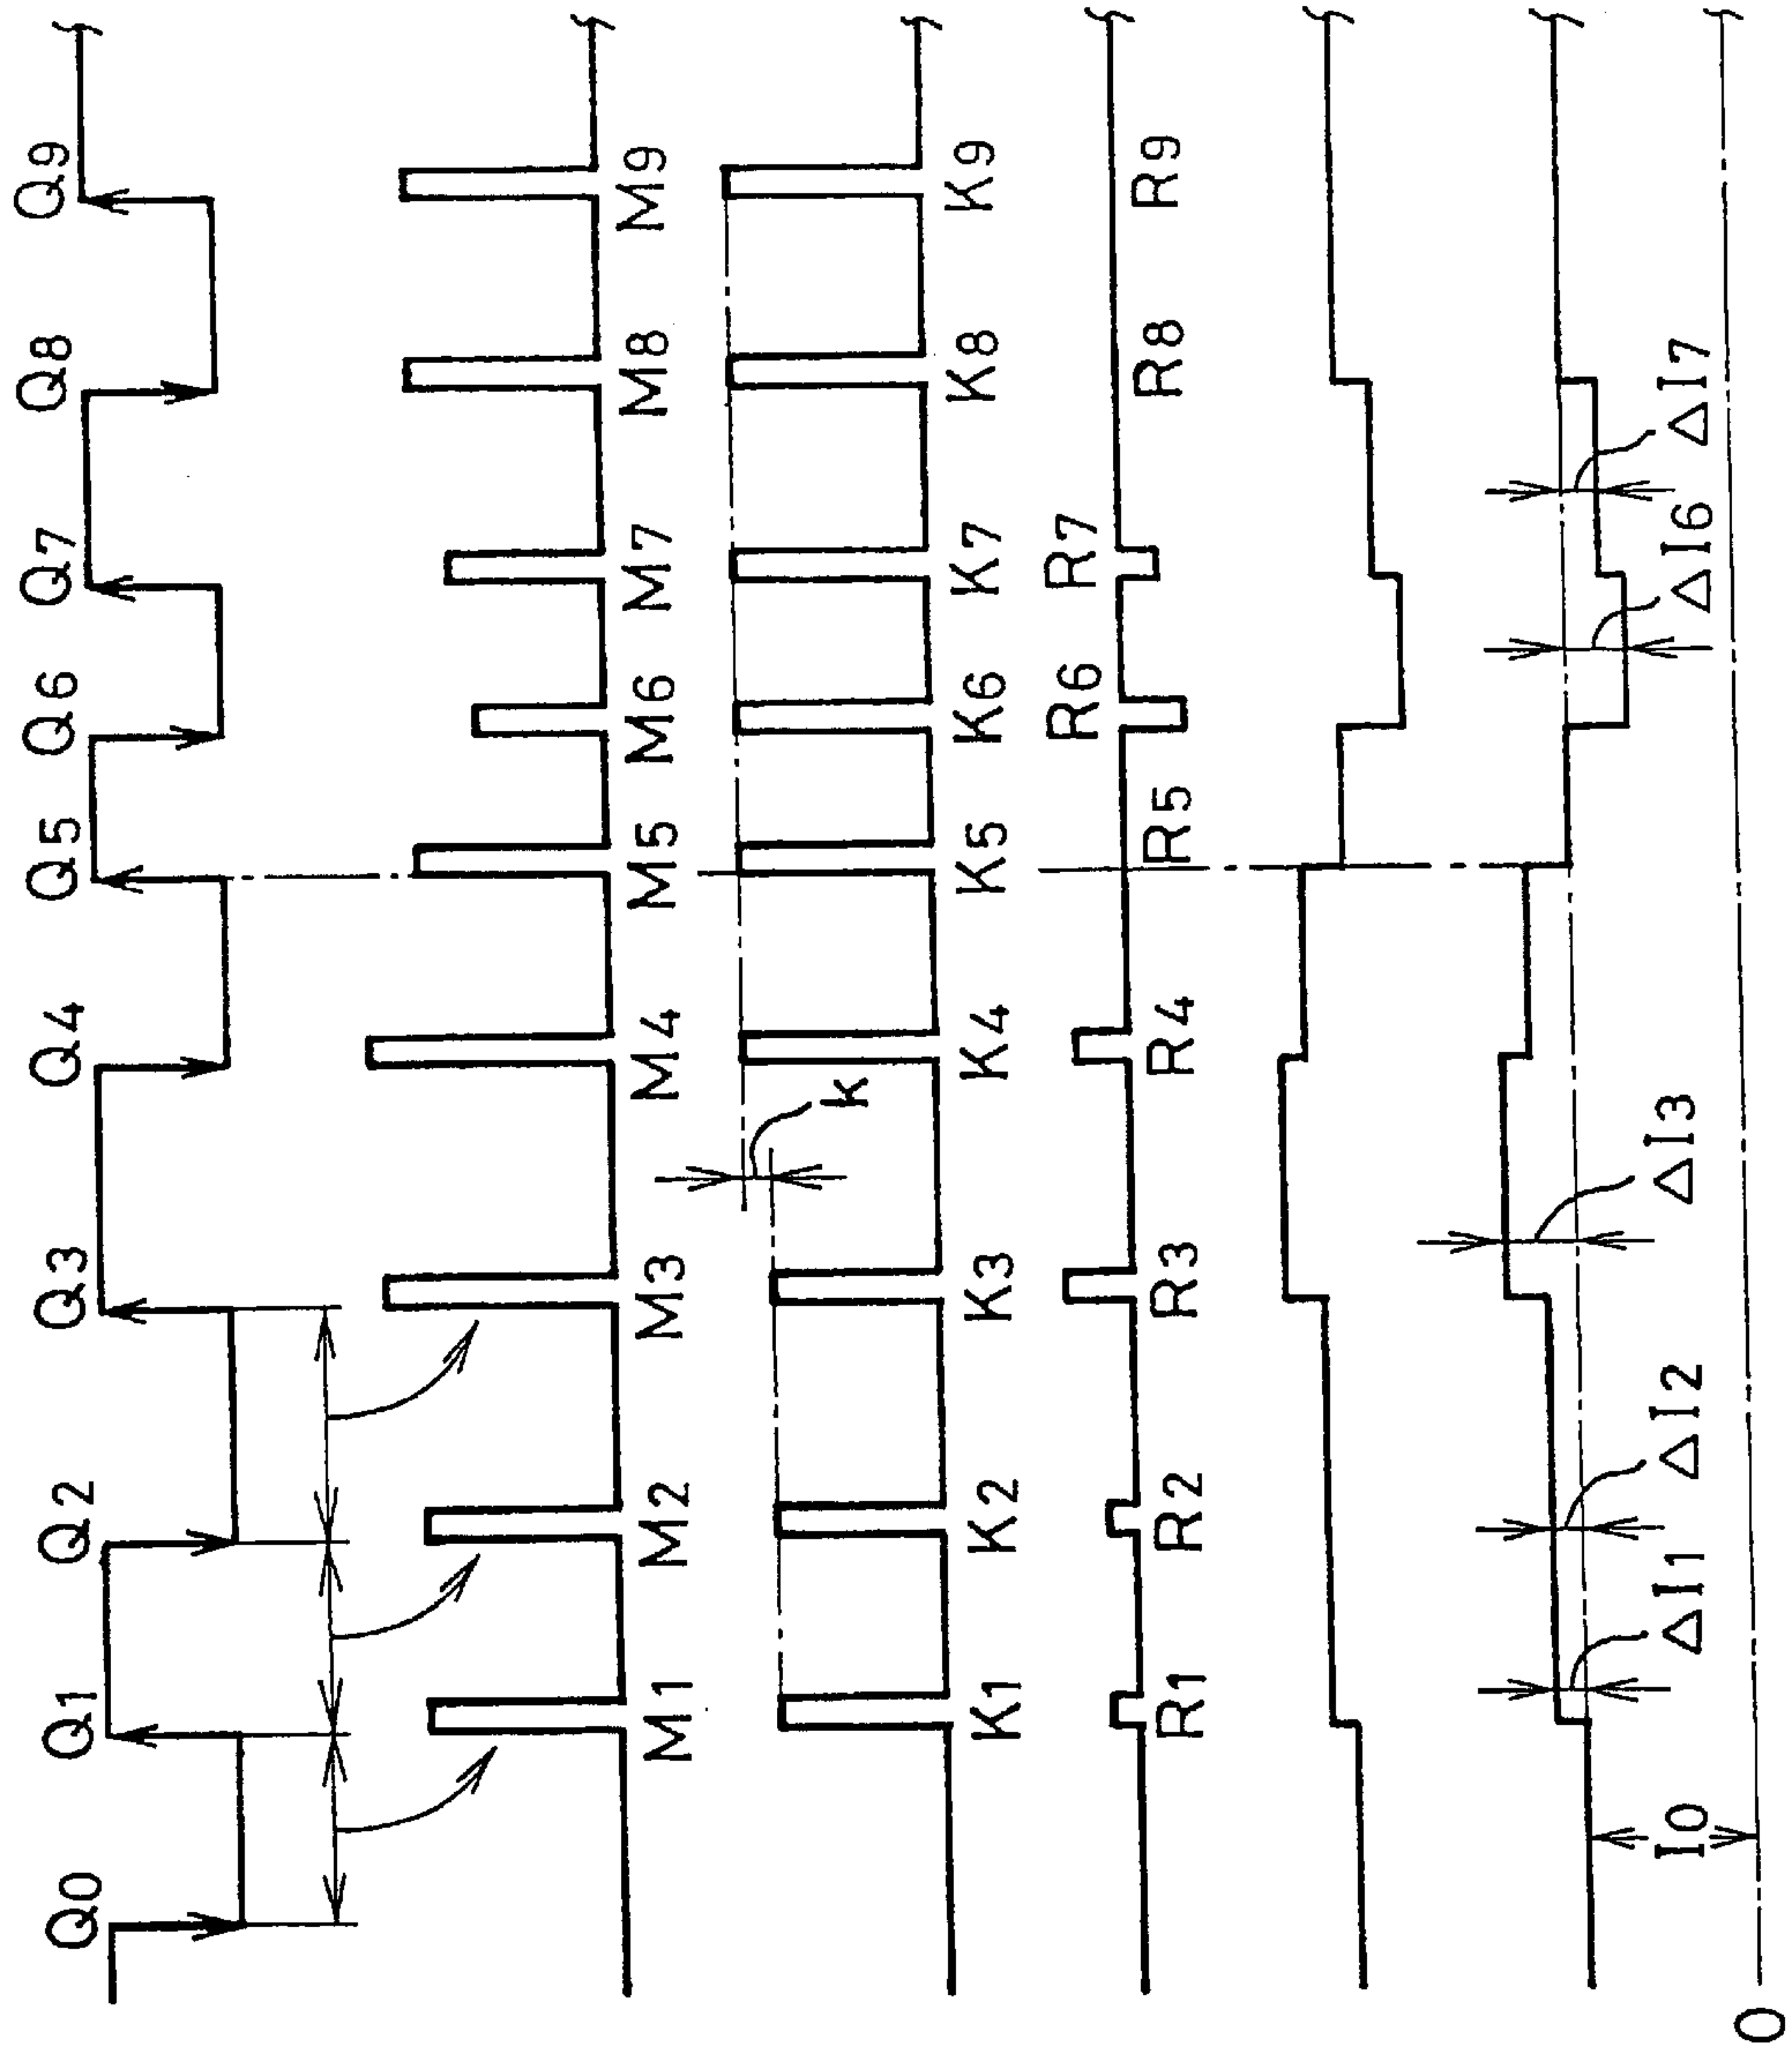 Q0 Q1 Q2 Q3 Q4 Q5 Q6 Q7 Q8 Q9
M1 M2 M3 M4 M5 M6 M7 M8 M9
k
K1 K2 K3 K4 K5 K6 K7 K8 K9
R6 R7
R1 R2 R3 R4 R5 R8 R9
I0 ΔI1 ΔI2 ΔI3 ΔI6 ΔI7
0